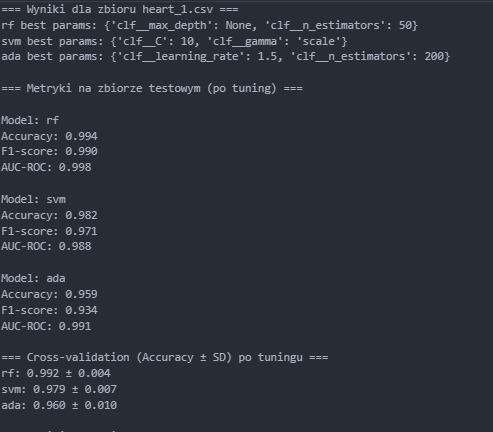 === Wyniki dla zbioru heart_1.csv ===
rf best params: {'clf__max_depth': None, 'clf__n_estimators': 50}
svm best params: {'clf__C': 10, 'clf__gamma': 'scale'}
ada best params: {'clf__learning_rate': 1.5, 'clf__n_estimators': 200}
=== Metryki na zbiorze testowym (po tuning) ===
Model: rf
Accuracy: 0.994
F1-score: 0.990
AUC-ROC: 0.998
Model: svm
Accuracy: 0.982
F1-score: 0.971
AUC-ROC: 0.988
Model: ada
Accuracy: 0.959
F1-score: 0.934
AUC-ROC: 0.991
=== Cross-validation (Accuracy ± SD) po tuningu ===
rf: 0.992 ± 0.004
svm: 0.979 ± 0.007
ada: 0.960 ± 0.010